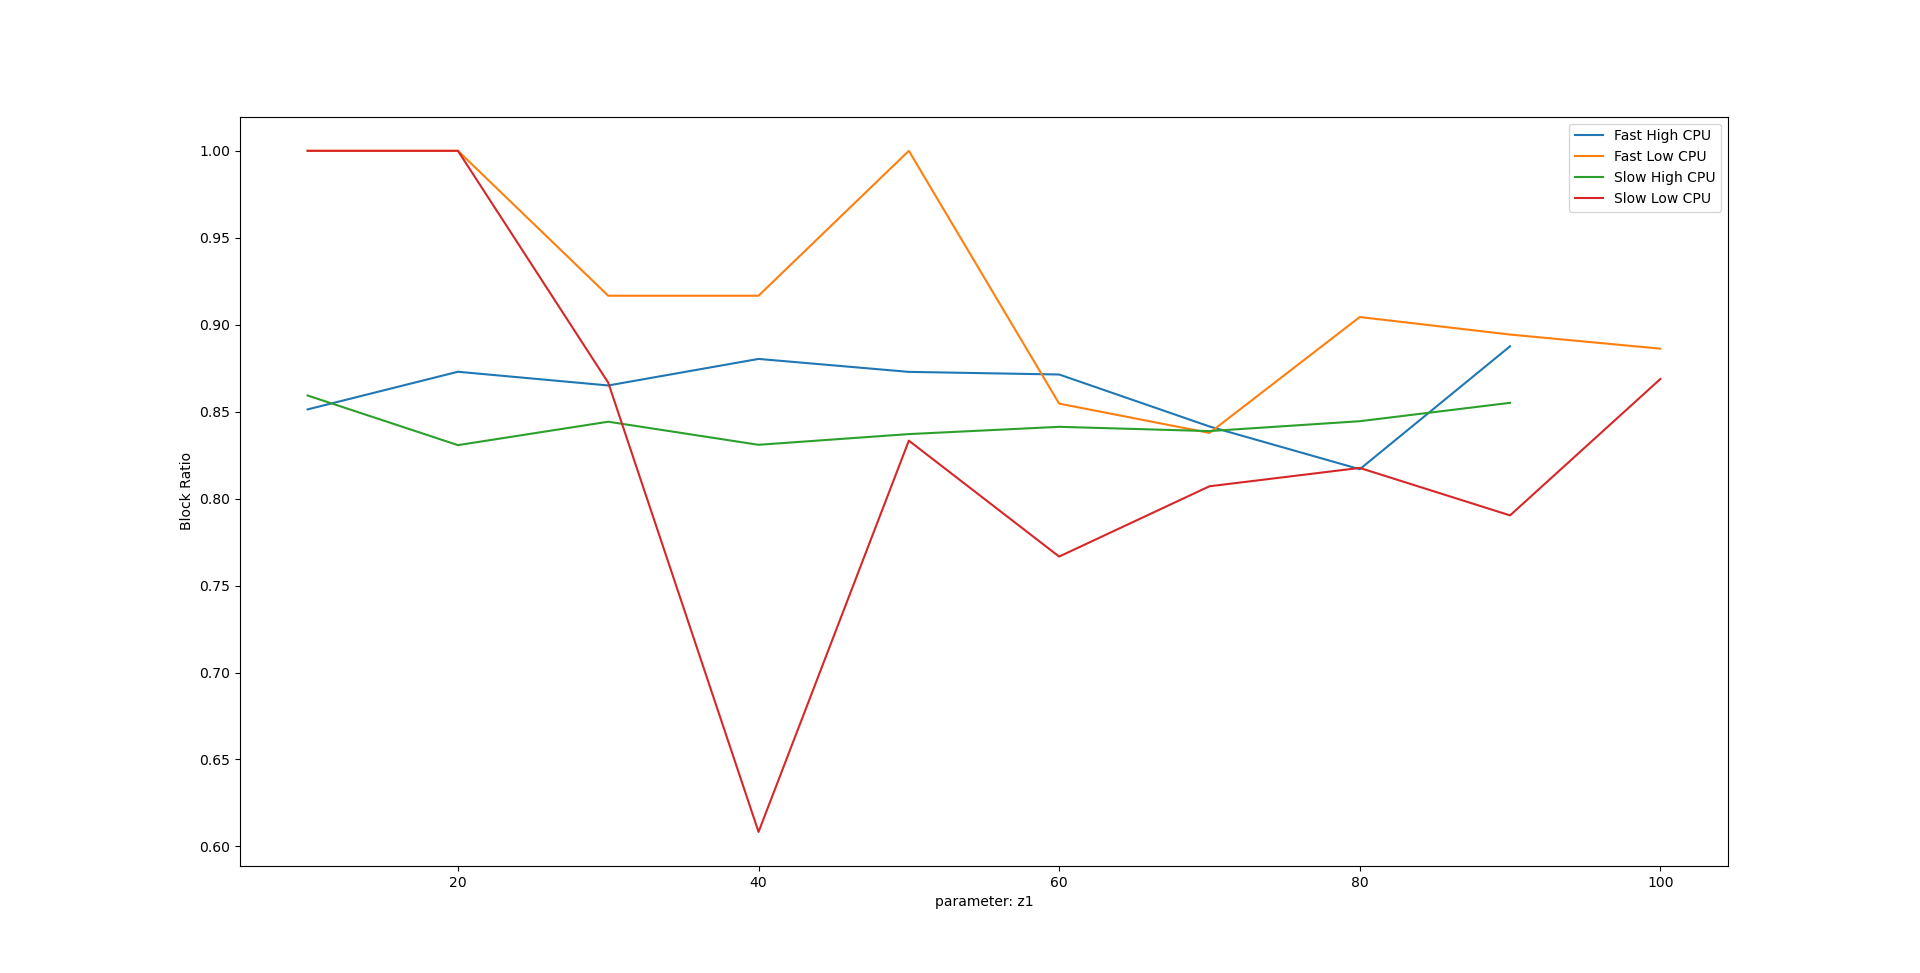 Fast High CPU
Fast Low CPU
Slow High CPU
Slow Low CPU
1.00
0.95
0.90
0.85
0.80
0.75
0.70
0.65
0.60
Block Ratio
20 40 60 80 100
parameter: z1